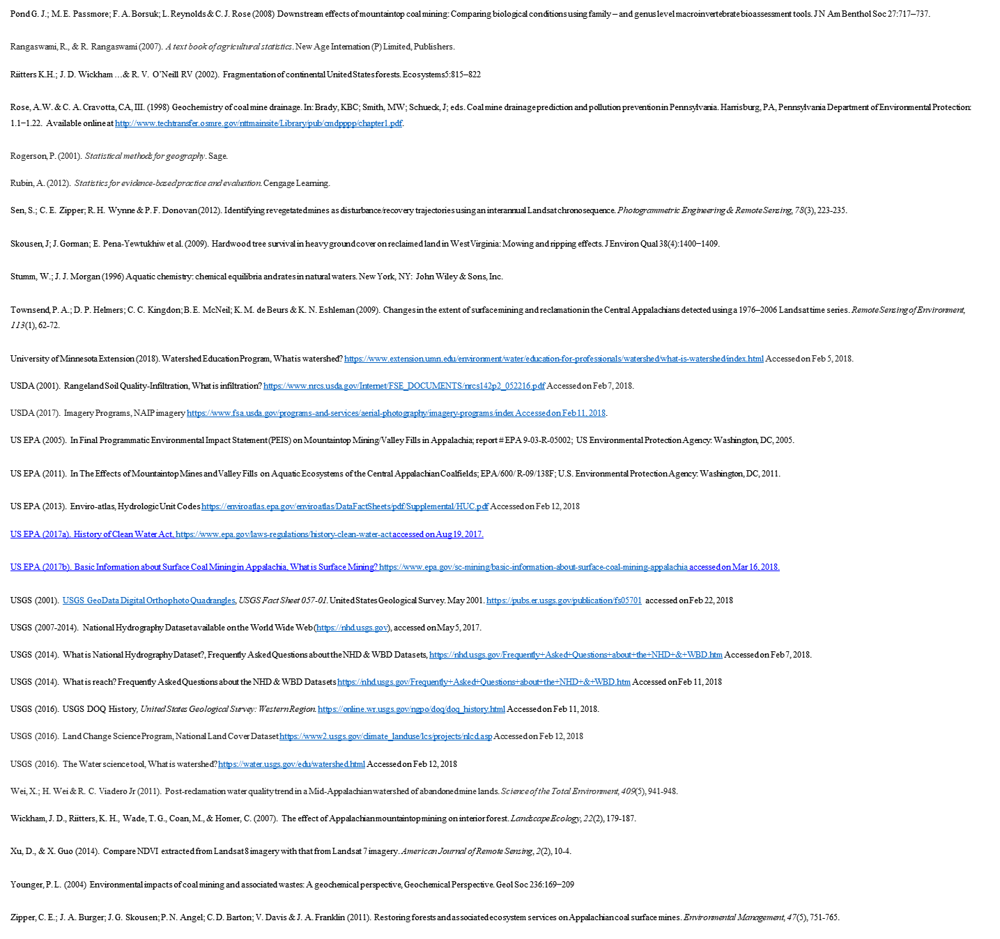 Pond G. J.; M. E. Passmore; F. A. Borsuk; L. Reynolds & C. J. Rose (2008) Downstream effects of mountaintop coal mining: Comparing biological conditions using family – and genus level macroinvertebrate bioassessment tools. J N Am Benthol Soc 27:717–737.
Rangaswami, R., & R. Rangaswami (2007). A text book of agricultural statistics. New Age Internation (P) Limited, Publishers.
Riitters K.H.; J. D. Wickham …& R. V. O’Neill RV (2002). Fragmentation of continental United States forests. Ecosystems 5:815–822
Rose, A.W. & C. A. Cravotta, CA, III. (1998) Geochemistry of coal mine drainage. In: Brady, KBC; Smith, MW; Schueck, J; eds. Coal mine drainage prediction and pollution prevention in Pennsylvania. Harrisburg, PA, Pennsylvania Department of Environmental Protection:
1.1−1.22. Available online at http://www.techtransfer.osmre.gov/nttmainsite/Library/pub/cmdpppp/chapter1.pdf.
Rogerson, P. (2001). Statistical methods for geography. Sage.
Rubin, A. (2012). Statistics for evidence-based practice and evaluation. Cengage Learning.
Sen, S.; C. E. Zipper; R. H. Wynne & P. F. Donovan (2012). Identifying revegetated mines as disturbance/recovery trajectories using an interannual Landsat chronosequence. Photogrammetric Engineering & Remote Sensing, 78(3), 223-235.
Skousen, J; J. Gorman; E. Pena-Yewtukhiw et al. (2009). Hardwood tree survival in heavy ground cover on reclaimed land in West Virginia: Mowing and ripping effects. J Environ Qual 38(4):1400−1409.
Stumm, W.; J. J. Morgan (1996) Aquatic chemistry: chemical equilibria and rates in natural waters. New York, NY: John Wiley & Sons, Inc.
Townsend, P. A.; D. P. Helmers; C. C. Kingdon; B. E. McNeil; K. M. de Beurs & K. N. Eshleman (2009). Changes in the extent of surface mining and reclamation in the Central Appalachians detected using a 1976–2006 Landsat time series. Remote Sensing of Environment,
113(1), 62-72.
University of Minnesota Extension (2018). Watershed Education Program, What is watershed? https://www.extension.umn.edu/environment/water/education-for-professionals/watershed/what-is-watershed/index.html Accessed on Feb 5, 2018.
USDA (2001). Rangeland Soil Quality-Infiltration, What is infiltration? https://www.nrcs.usda.gov/Internet/FSE_DOCUMENTS/nrcs142p2_052216.pdf Accessed on Feb 7, 2018.
USDA (2017). Imagery Programs, NAIP imagery https://www.fsa.usda.gov/programs-and-services/aerial-photography/imagery-programs/index Accessed on Feb 11, 2018.
US EPA (2005). In Final Programmatic Environmental Impact Statement (PEIS) on Mountaintop Mining/Valley Fills in Appalachia; report # EPA 9-03-R-05002; US Environmental Protection Agency: Washington, DC, 2005.
US EPA (2011). In The Effects of Mountaintop Mines and Valley Fills on Aquatic Ecosystems of the Central Appalachian Coalfields; EPA/600/ R-09/138F; U.S. Environmental Protection Agency: Washington, DC, 2011.
US EPA (2013). Enviro-atlas, Hydrologic Unit Codes https://enviroatlas.epa.gov/enviroatlas/DataFactSheets/pdf/Supplemental/HUC.pdf Accessed on Feb 12, 2018
US EPA (2017a). History of Clean Water Act, https://www.epa.gov/laws-regulations/history-clean-water-act accessed on Aug 19, 2017.
US EPA (2017b). Basic Information about Surface Coal Mining in Appalachia, What is Surface Mining? https://www.epa.gov/sc-mining/basic-information-about-surface-coal-mining-appalachia accessed on Mar 16, 2018.
USGS (2001). USGS GeoData Digital Orthophoto Quadrangles, USGS Fact Sheet 057-01. United States Geological Survey. May 2001. https://pubs.er.usgs.gov/publication/fs05701 accessed on Feb 22, 2018
USGS (2007-2014). National Hydrography Dataset available on the World Wide Web (https://nhd.usgs.gov), accessed on May 5, 2017.
USGS (2014). What is National Hydrography Dataset?, Frequently Asked Questions about the NHD & WBD Datasets, https://nhd.usgs.gov/Frequently+Asked+Questions+about+the+NHD+&+WBD.htm Accessed on Feb 7, 2018.
USGS (2014). What is reach? Frequently Asked Questions about the NHD & WBD Datasets https://nhd.usgs.gov/Frequently+Asked+Questions+about+the+NHD+&+WBD.htm Accessed on Feb 11, 2018
USGS (2016). USGS DOQ History, United States Geological Survey: Western Region. https://online.wr.usgs.gov/ngpo/doq/doq_history.html Accessed on Feb 11, 2018.
USGS (2016). Land Change Science Program, National Land Cover Dataset https://www2.usgs.gov/climate_landuse/lcs/projects/nlcd.asp Accessed on Feb 12, 2018
USGS (2016). The Water science tool, What is watershed? https://water.usgs.gov/edu/watershed.html Accessed on Feb 12, 2018
Wei, X.; H. Wei & R. C. Viadero Jr (2011). Post-reclamation water quality trend in a Mid-Appalachian watershed of abandoned mine lands. Science of the Total Environment, 409(5), 941-948.
Wickham, J. D., Riitters, K. H., Wade, T. G., Coan, M., & Homer, C. (2007). The effect of Appalachian mountaintop mining on interior forest. Landscape Ecology, 22(2), 179-187.
Xu, D., & X. Guo (2014). Compare NDVI extracted from Landsat 8 imagery with that from Landsat 7 imagery. American Journal of Remote Sensing, 2(2), 10-4.
Younger, P. L. (2004) Environmental impacts of coal mining and associated wastes: A geochemical perspective, Geochemical Perspective. Geol Soc 236:169−209
Zipper, C. E.; J. A. Burger; J. G. Skousen; P. N. Angel; C. D. Barton; V. Davis & J. A. Franklin (2011). Restoring forests and associated ecosystem services on Appalachian coal surface mines. Environmental Management, 47(5), 751-765.